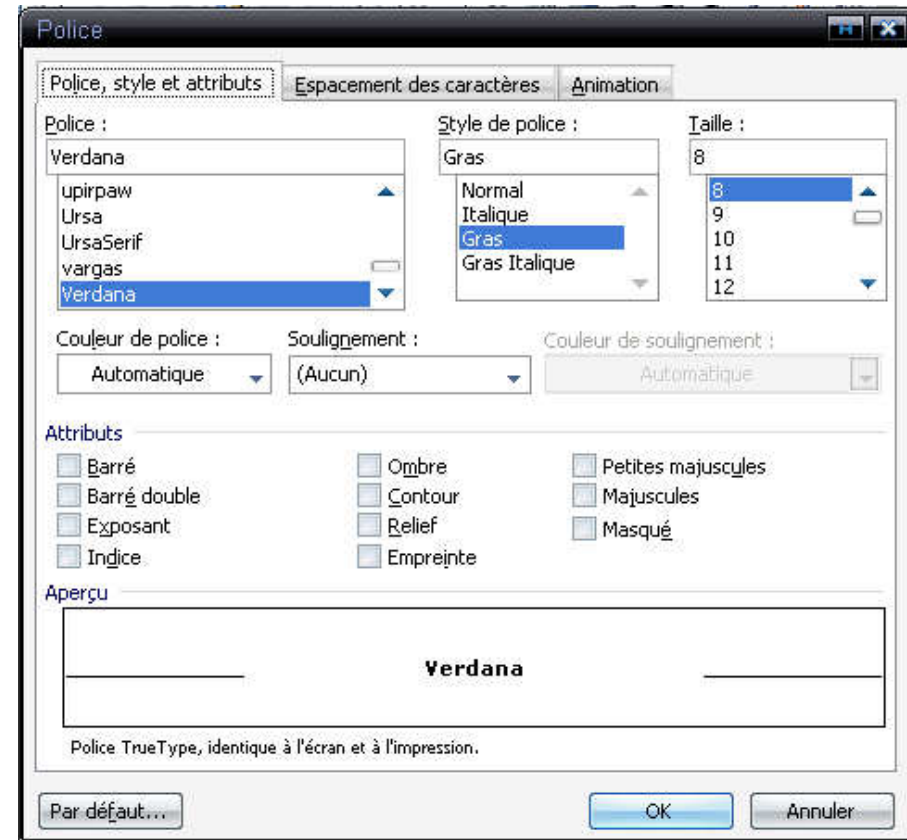 Police
Police, style et attributs Espacement des caractères Animation
Police : Style de police : Taille :
Verdana Gras 8
upirpaw Normal 8
Ursa Italique 9
UrsaSerif Gras 10
vargas Gras Italique 11
Verdana 12
Couleur de police : Soulignement : Couleur de soulignement :
Automatique (Aucun) Automatique
Attributs
Barré Ombre Petites majuscules
Barré double Contour Majuscules
Exposant Relief Masqué
Indice Empreinte
Aperçu
Verdana
Police TrueType, identique à l'écran et à l'impression.
Par défaut... OK Annuler